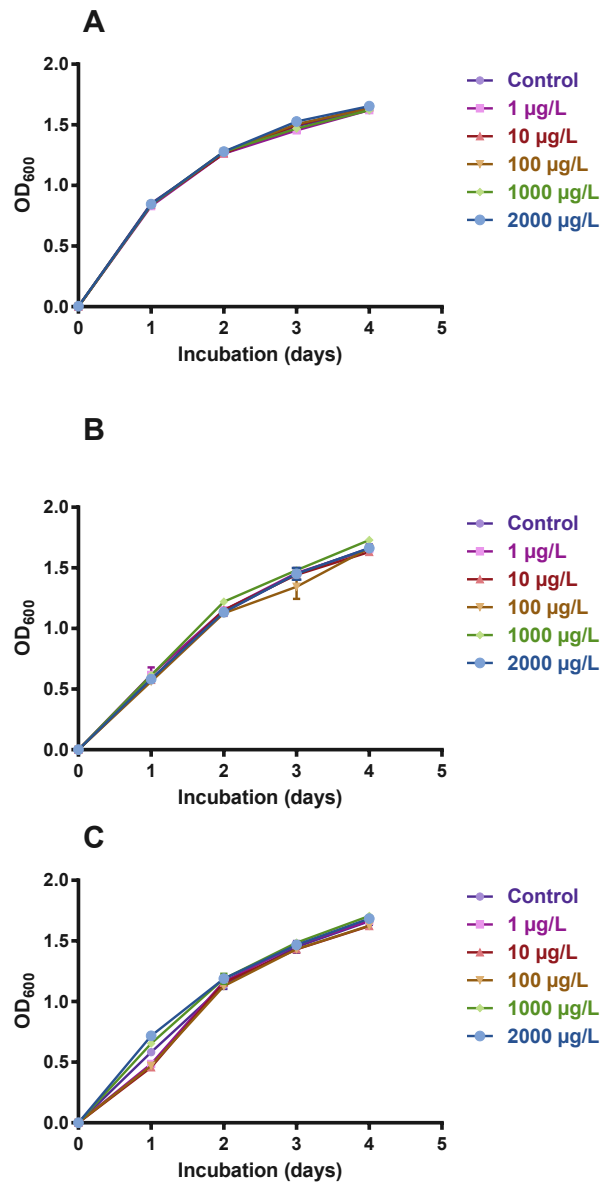 A
2.0
1.5
1.0
0.5
0.0
OD600
0 1 2 3 4 5
Incubation (days)
Control
1 µg/L
10 µg/L
100 µg/L
1000 µg/L
2000 µg/L
B
2.0
1.5
1.0
0.5
0.0
OD600
0 1 2 3 4 5
Incubation (days)
Control
1 µg/L
10 µg/L
100 µg/L
1000 µg/L
2000 µg/L
C
2.0
1.5
1.0
0.5
0.0
OD600
0 1 2 3 4 5
Incubation (days)
Control
1 µg/L
10 µg/L
100 µg/L
1000 µg/L
2000 µg/L